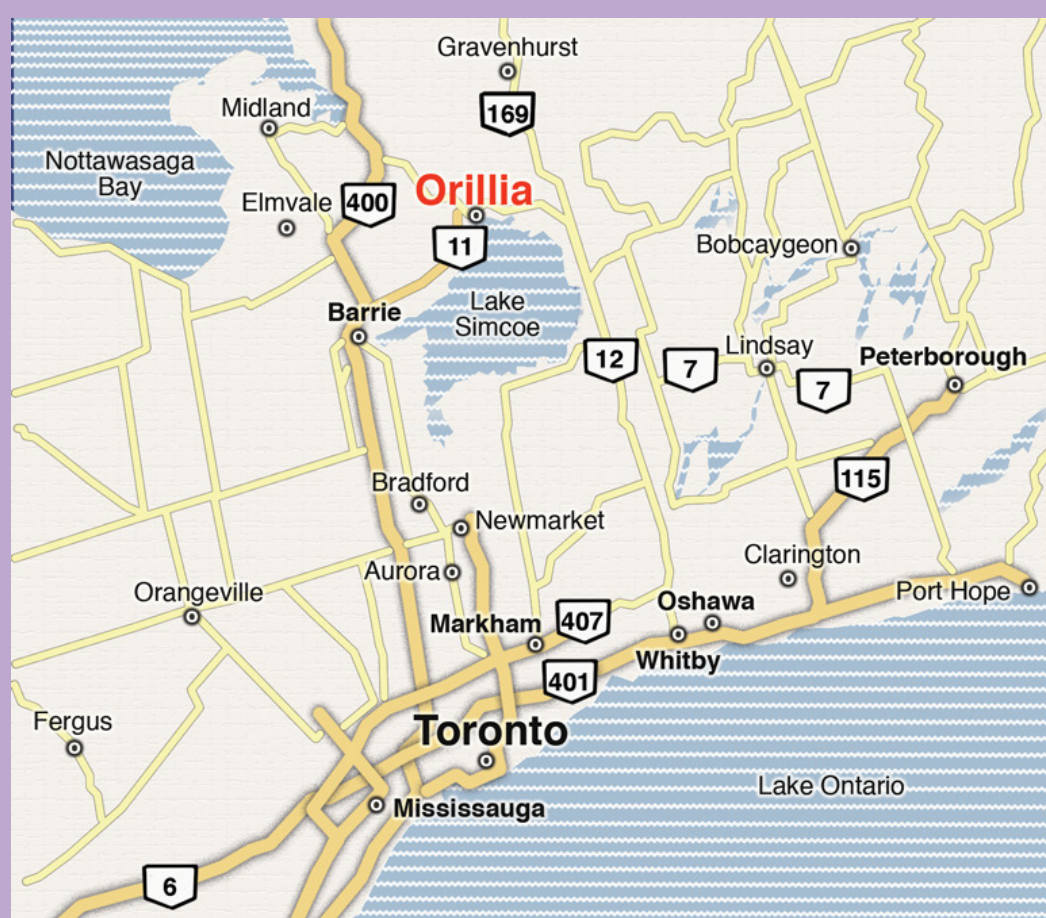 Gravenhurst
Midland
169
Nottawasaga
Bay
Elmvale
400
Orillia
11
Bobcaygeon
Lake
Simcoe
Barrie
12
7
Lindsay
Peterborough
7
115
Bradford
Newmarket
Clarington
Aurora
Orangeville
Port Hope
Oshawa
Markham
407
Whitby
401
Fergus
Toronto
Lake Ontario
Mississauga
6